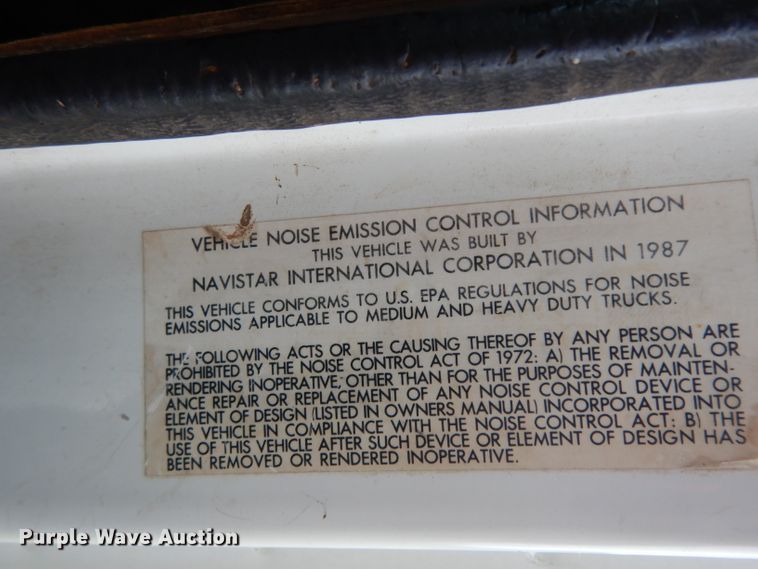 VEHICLE NOISE EMISSION CONTROL INFORMATION
THIS VEHICLE WAS BUILT BY
NAVISTAR INTERNATIONAL CORPORATION IN 1987
THIS VEHICLE CONFORMS TO U.S. EPA REGULATIONS FOR NOISE
EMISSIONS APPLICABLE TO MEDIUM AND HEAVY DUTY TRUCKS.
THE FOLLOWING ACTS OR THE CAUSING THEREOF BY ANY PERSON ARE
PROHIBITED BY THE NOISE CONTROL ACT OF 1972: A) THE REMOVAL OR
RENDERING INOPERATIVE, OTHER THAN FOR THE PURPOSES OF MAINTEN-
ANCE REPAIR OR REPLACEMENT OF ANY NOISE CONTROL DEVICE OR
ELEMENT OF DESIGN (LISTED IN OWNERS MANUAL) INCORPORATED INTO
THIS VEHICLE IN COMPLIANCE WITH THE NOISE CONTROL ACT: B) THE
USE OF THIS VEHICLE AFTER SUCH DEVICE OR ELEMENT OF DESIGN HAS
BEEN REMOVED OR RENDERED INOPERATIVE.
Purple Wave Auction